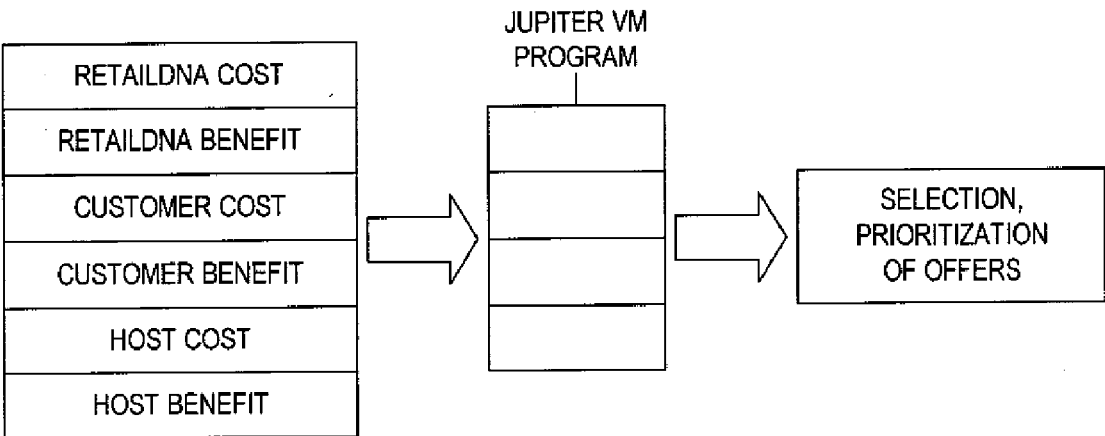 JUPITER VM
PROGRAM
RETAILDNA COST
RETAILDNA BENEFIT
CUSTOMER COST
CUSTOMER BENEFIT
HOST COST
HOST BENEFIT
SELECTION,
PRIORITIZATION
OF OFFERS